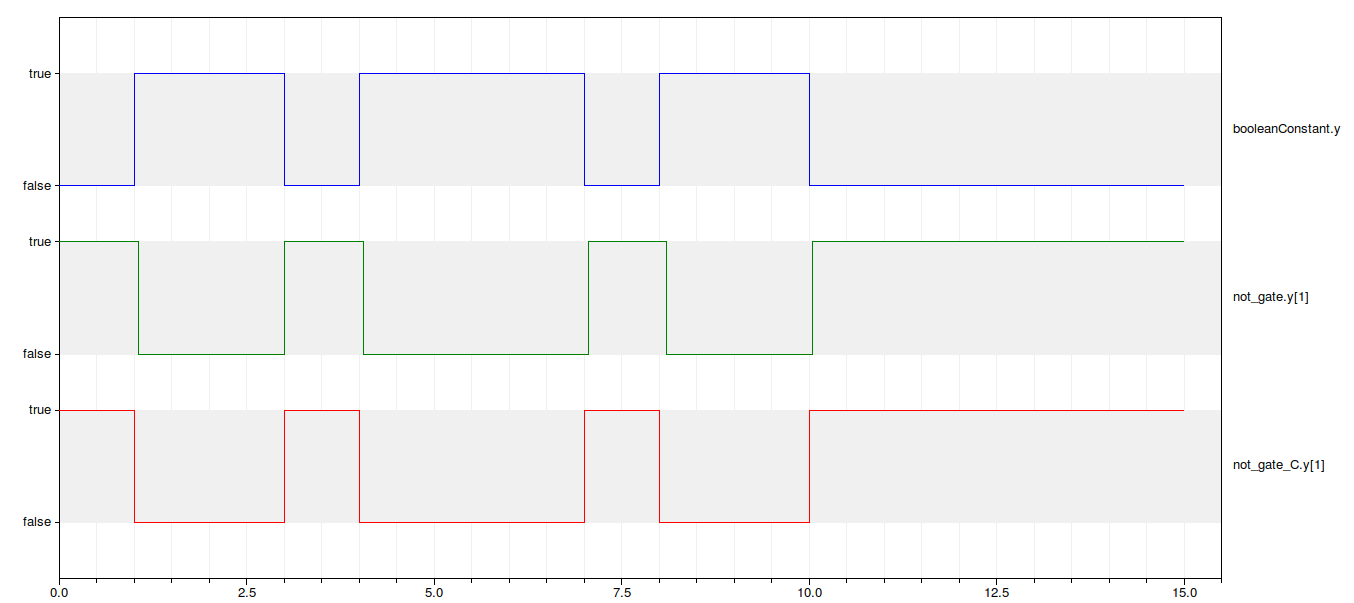 true
booleanConstant.y
false
true
not_gate.y[1]
false
true
not_gate_C.y[1]
false
0.0 2.5 5.0 7.5 10.0 12.5 15.0